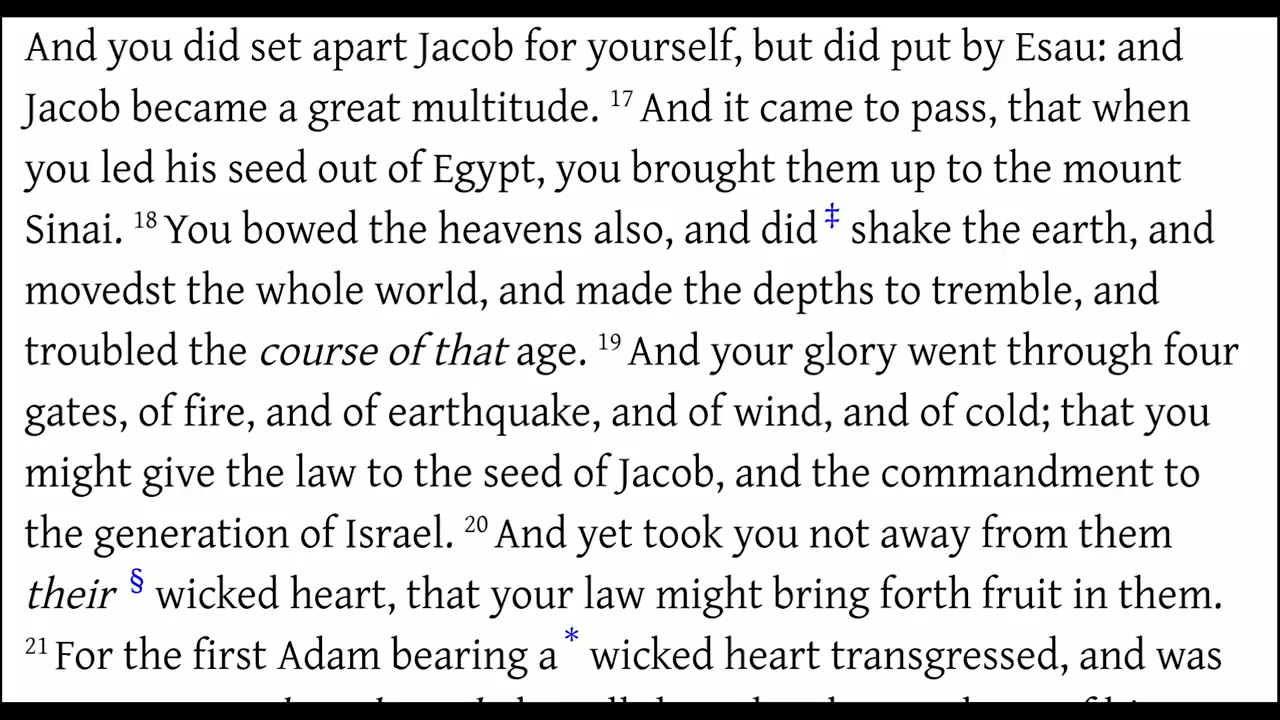 And you did set apart Jacob for yourself, but did put by Esau: and
Jacob became a great multitude. 17 And it came to pass, that when
you led his seed out of Egypt, you brought them up to the mount
Sinai. 18 You bowed the heavens also, and did ‡ shake the earth, and
movedst the whole world, and made the depths to tremble, and
troubled the course of that age. 19 And your glory went through four
gates, of fire, and of earthquake, and of wind, and of cold; that you
might give the law to the seed of Jacob, and the commandment to
the generation of Israel. 20 And yet took you not away from them
their § wicked heart, that your law might bring forth fruit in them.
21 For the first Adam bearing a * wicked heart transgressed, and was